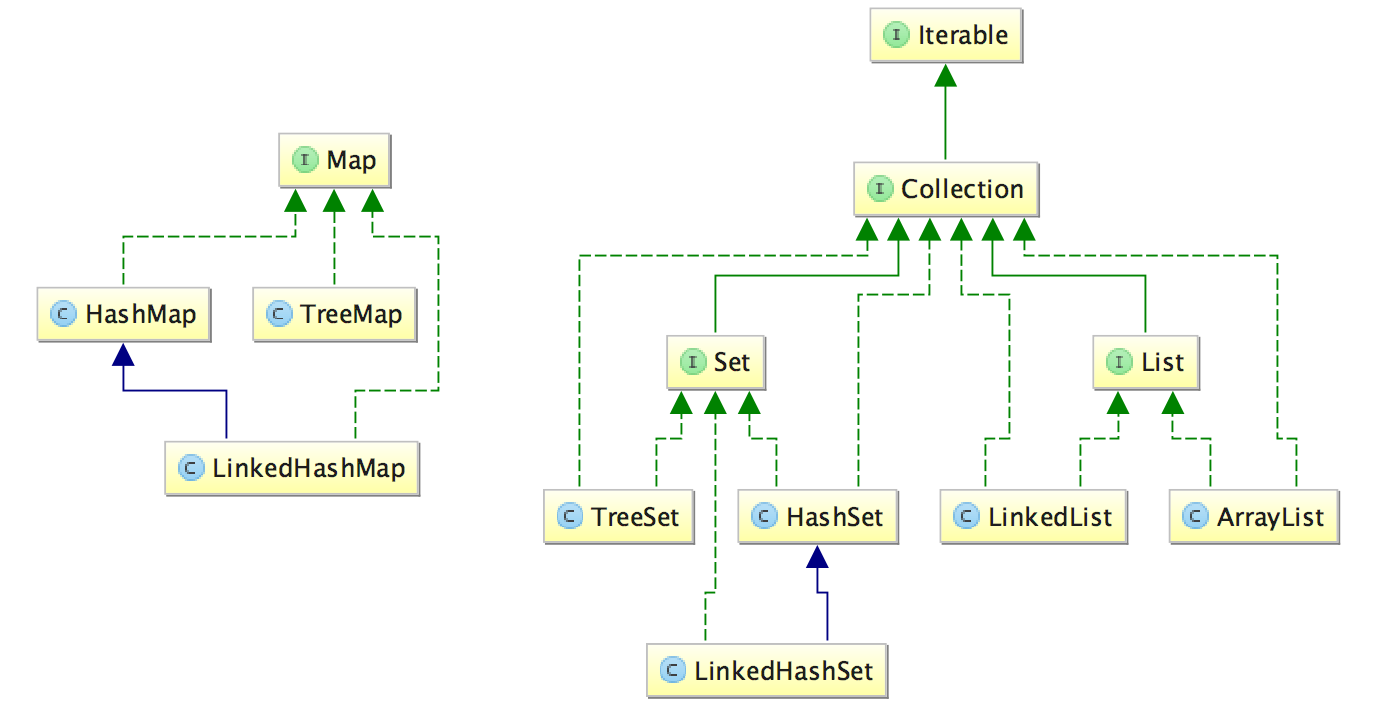 I Iterable
I Map
I Collection
C HashMap
C TreeMap
I Set
I List
C LinkedHashMap
C TreeSet
C HashSet
C LinkedList
C ArrayList
C LinkedHashSet